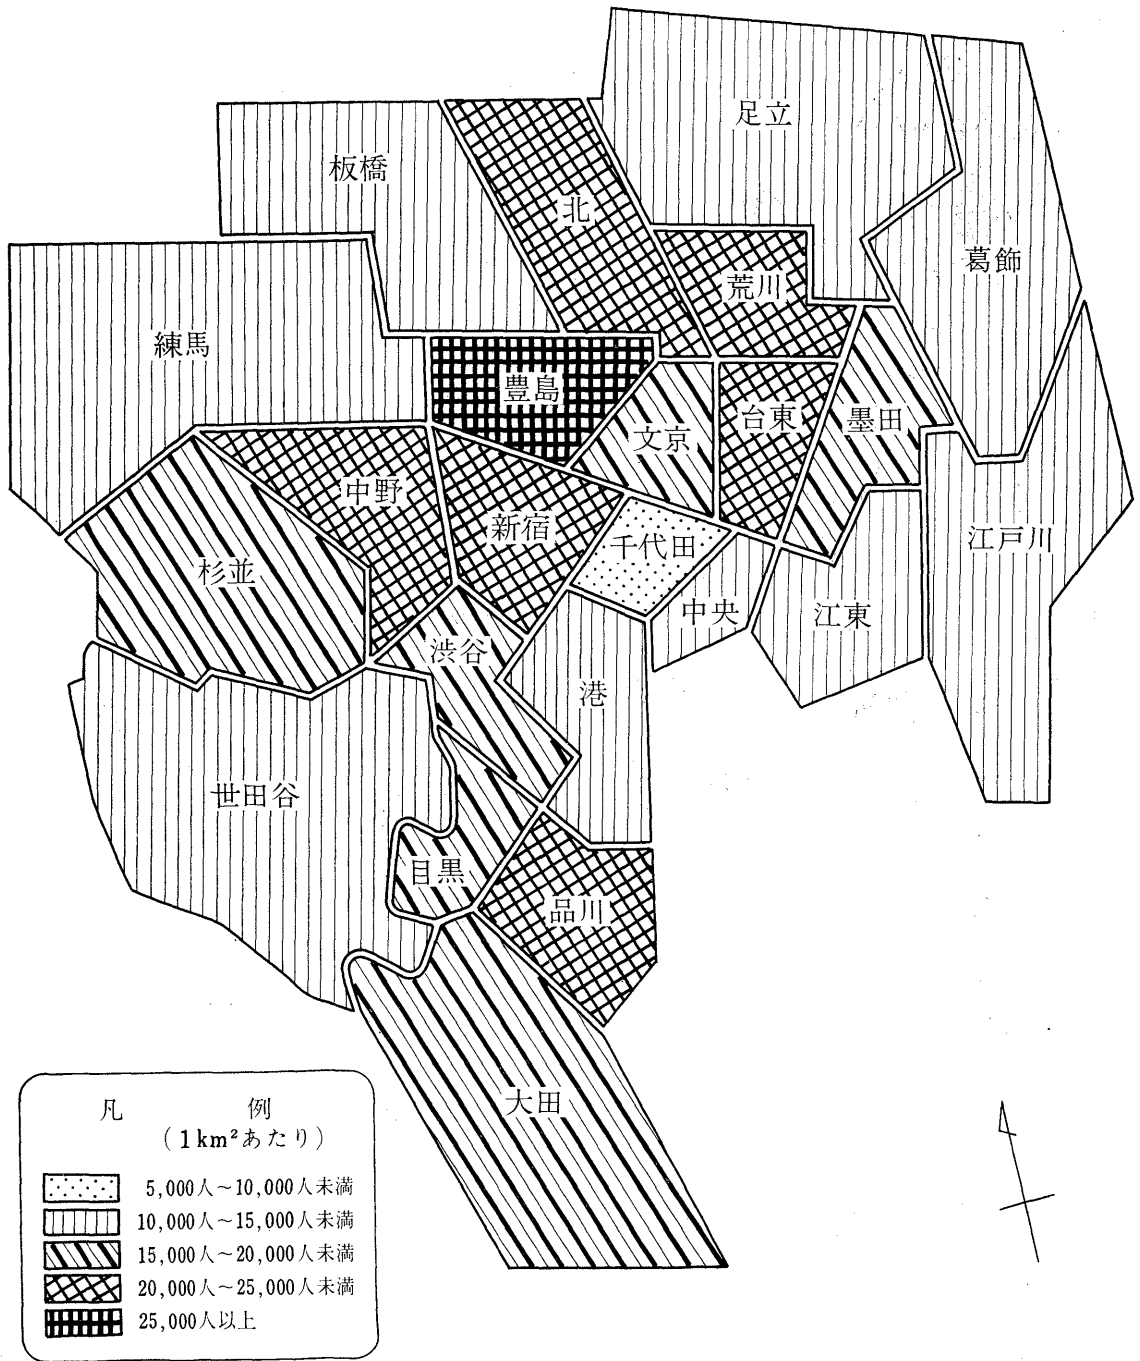 足立
板橋
北
葛飾
荒川
練馬
豊島
台東
墨田
文京
中野
新宿
千代田
江戸川
杉並
中央
江東
渋谷
港
世田谷
目黒
品川
大田
凡例
(1km²あたり)
5,000人~10,000人未満
10,000人~15,000人未満
15,000人~20,000人未満
20,000人~25,000人未満
25,000人以上